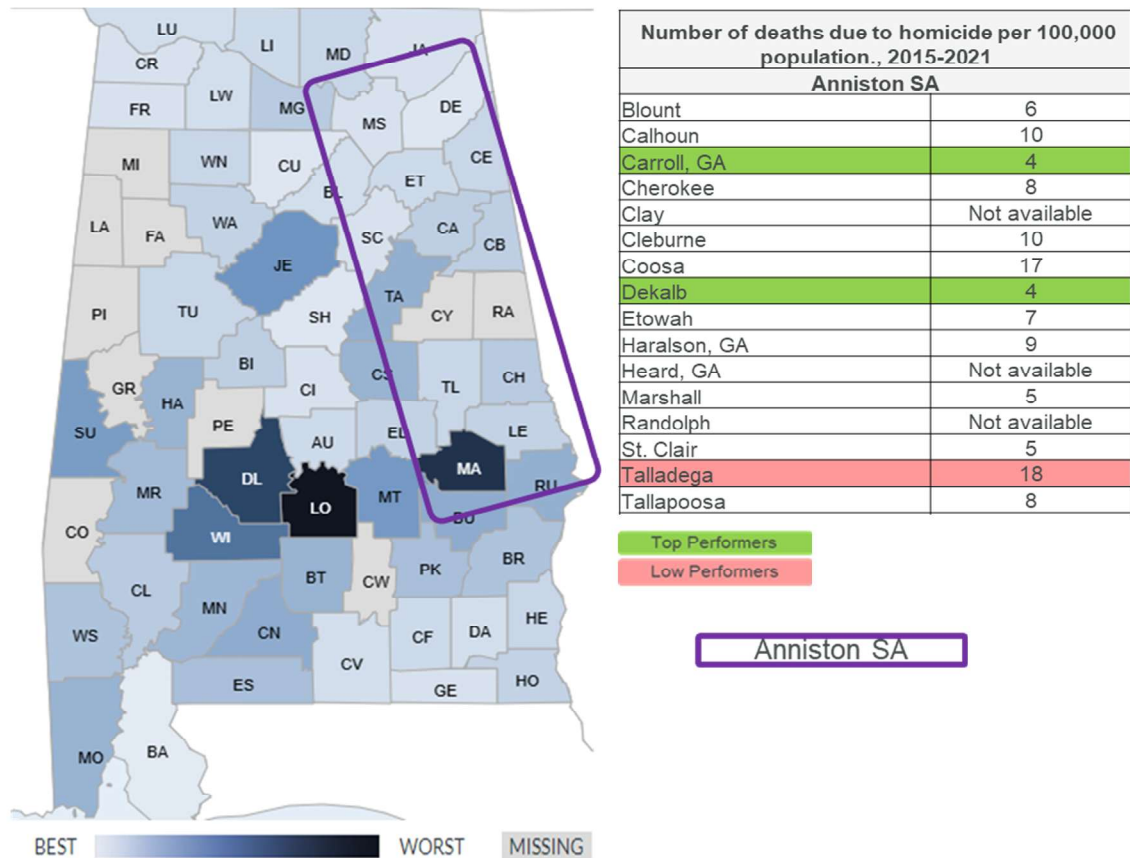 LU
LI
MD
JA
CR
LW
MG
DE
FR
MS
CE
MI
WN
CU
BL
ET
LA
FA
WA
SC
CA
CB
JE
TA
PI
TU
SH
CY
RA
BI
CS
TL
CH
GR
HA
CI
SU
PE
AU
EL
LE
MR
DL
MA
LO
MT
RU
BU
CO
WI
CL
BT
CW
PK
BR
WS
MN
CN
CF
DA
HE
CV
ES
GE
HO
MO
BA
BEST WORST MISSING
Number of deaths due to homicide per 100,000
population., 2015-2021
Anniston SA
Blount 6
Calhoun 10
Carroll, GA 4
Cherokee 8
Clay Not available
Cleburne 10
Coosa 17
Dekalb 4
Etowah 7
Haralson, GA 9
Heard, GA Not available
Marshall 5
Randolph Not available
St. Clair 5
Talladega 18
Tallapoosa 8
Top Performers
Low Performers
Anniston SA